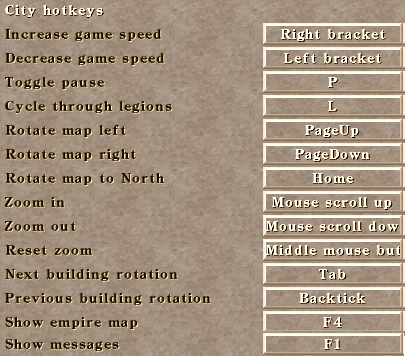 City hotkeys
Increase game speed Right bracket
Decrease game speed Left bracket
Toggle pause P
Cycle through legions L
Rotate map left PageUp
Rotate map right PageDown
Rotate map to North Home
Zoom in Mouse scroll up
Zoom out Mouse scroll dow
Reset zoom Middle mouse but
Next building rotation Tab
Previous building rotation Backtick
Show empire map F4
Show messages F1